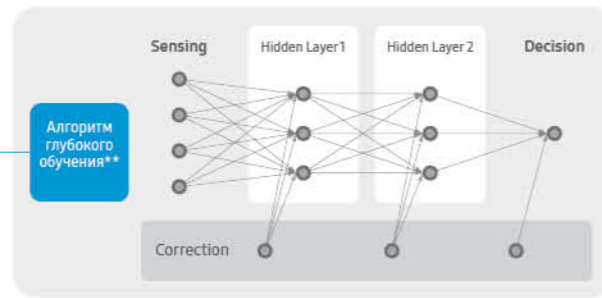 Sensing
Hidden Layer1
Hidden Layer 2
Decision
Алгоритм
глубокого
обучения**
Correction